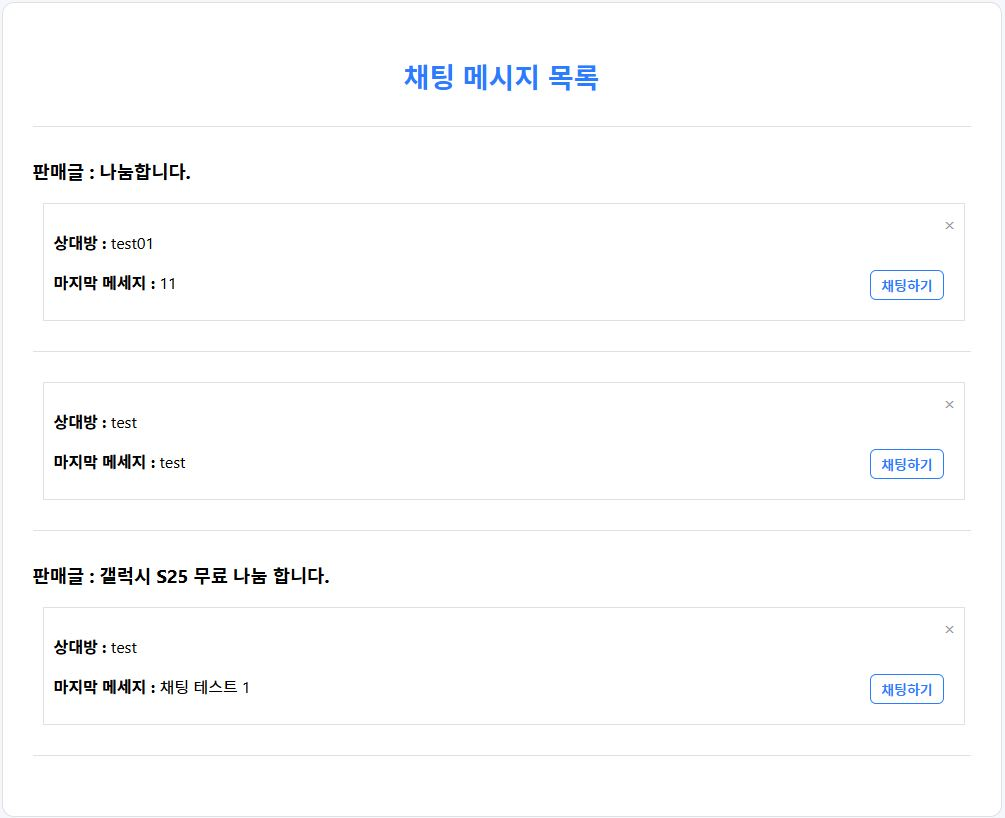 채팅 메시지 목록
판매글 : 나눔합니다.
×
상대방 : test01
마지막 메세지 : 11
채팅하기
×
상대방 : test
마지막 메세지 : test
채팅하기
판매글 : 갤럭시 S25 무료 나눔 합니다.
×
상대방 : test
마지막 메세지 : 채팅 테스트 1
채팅하기